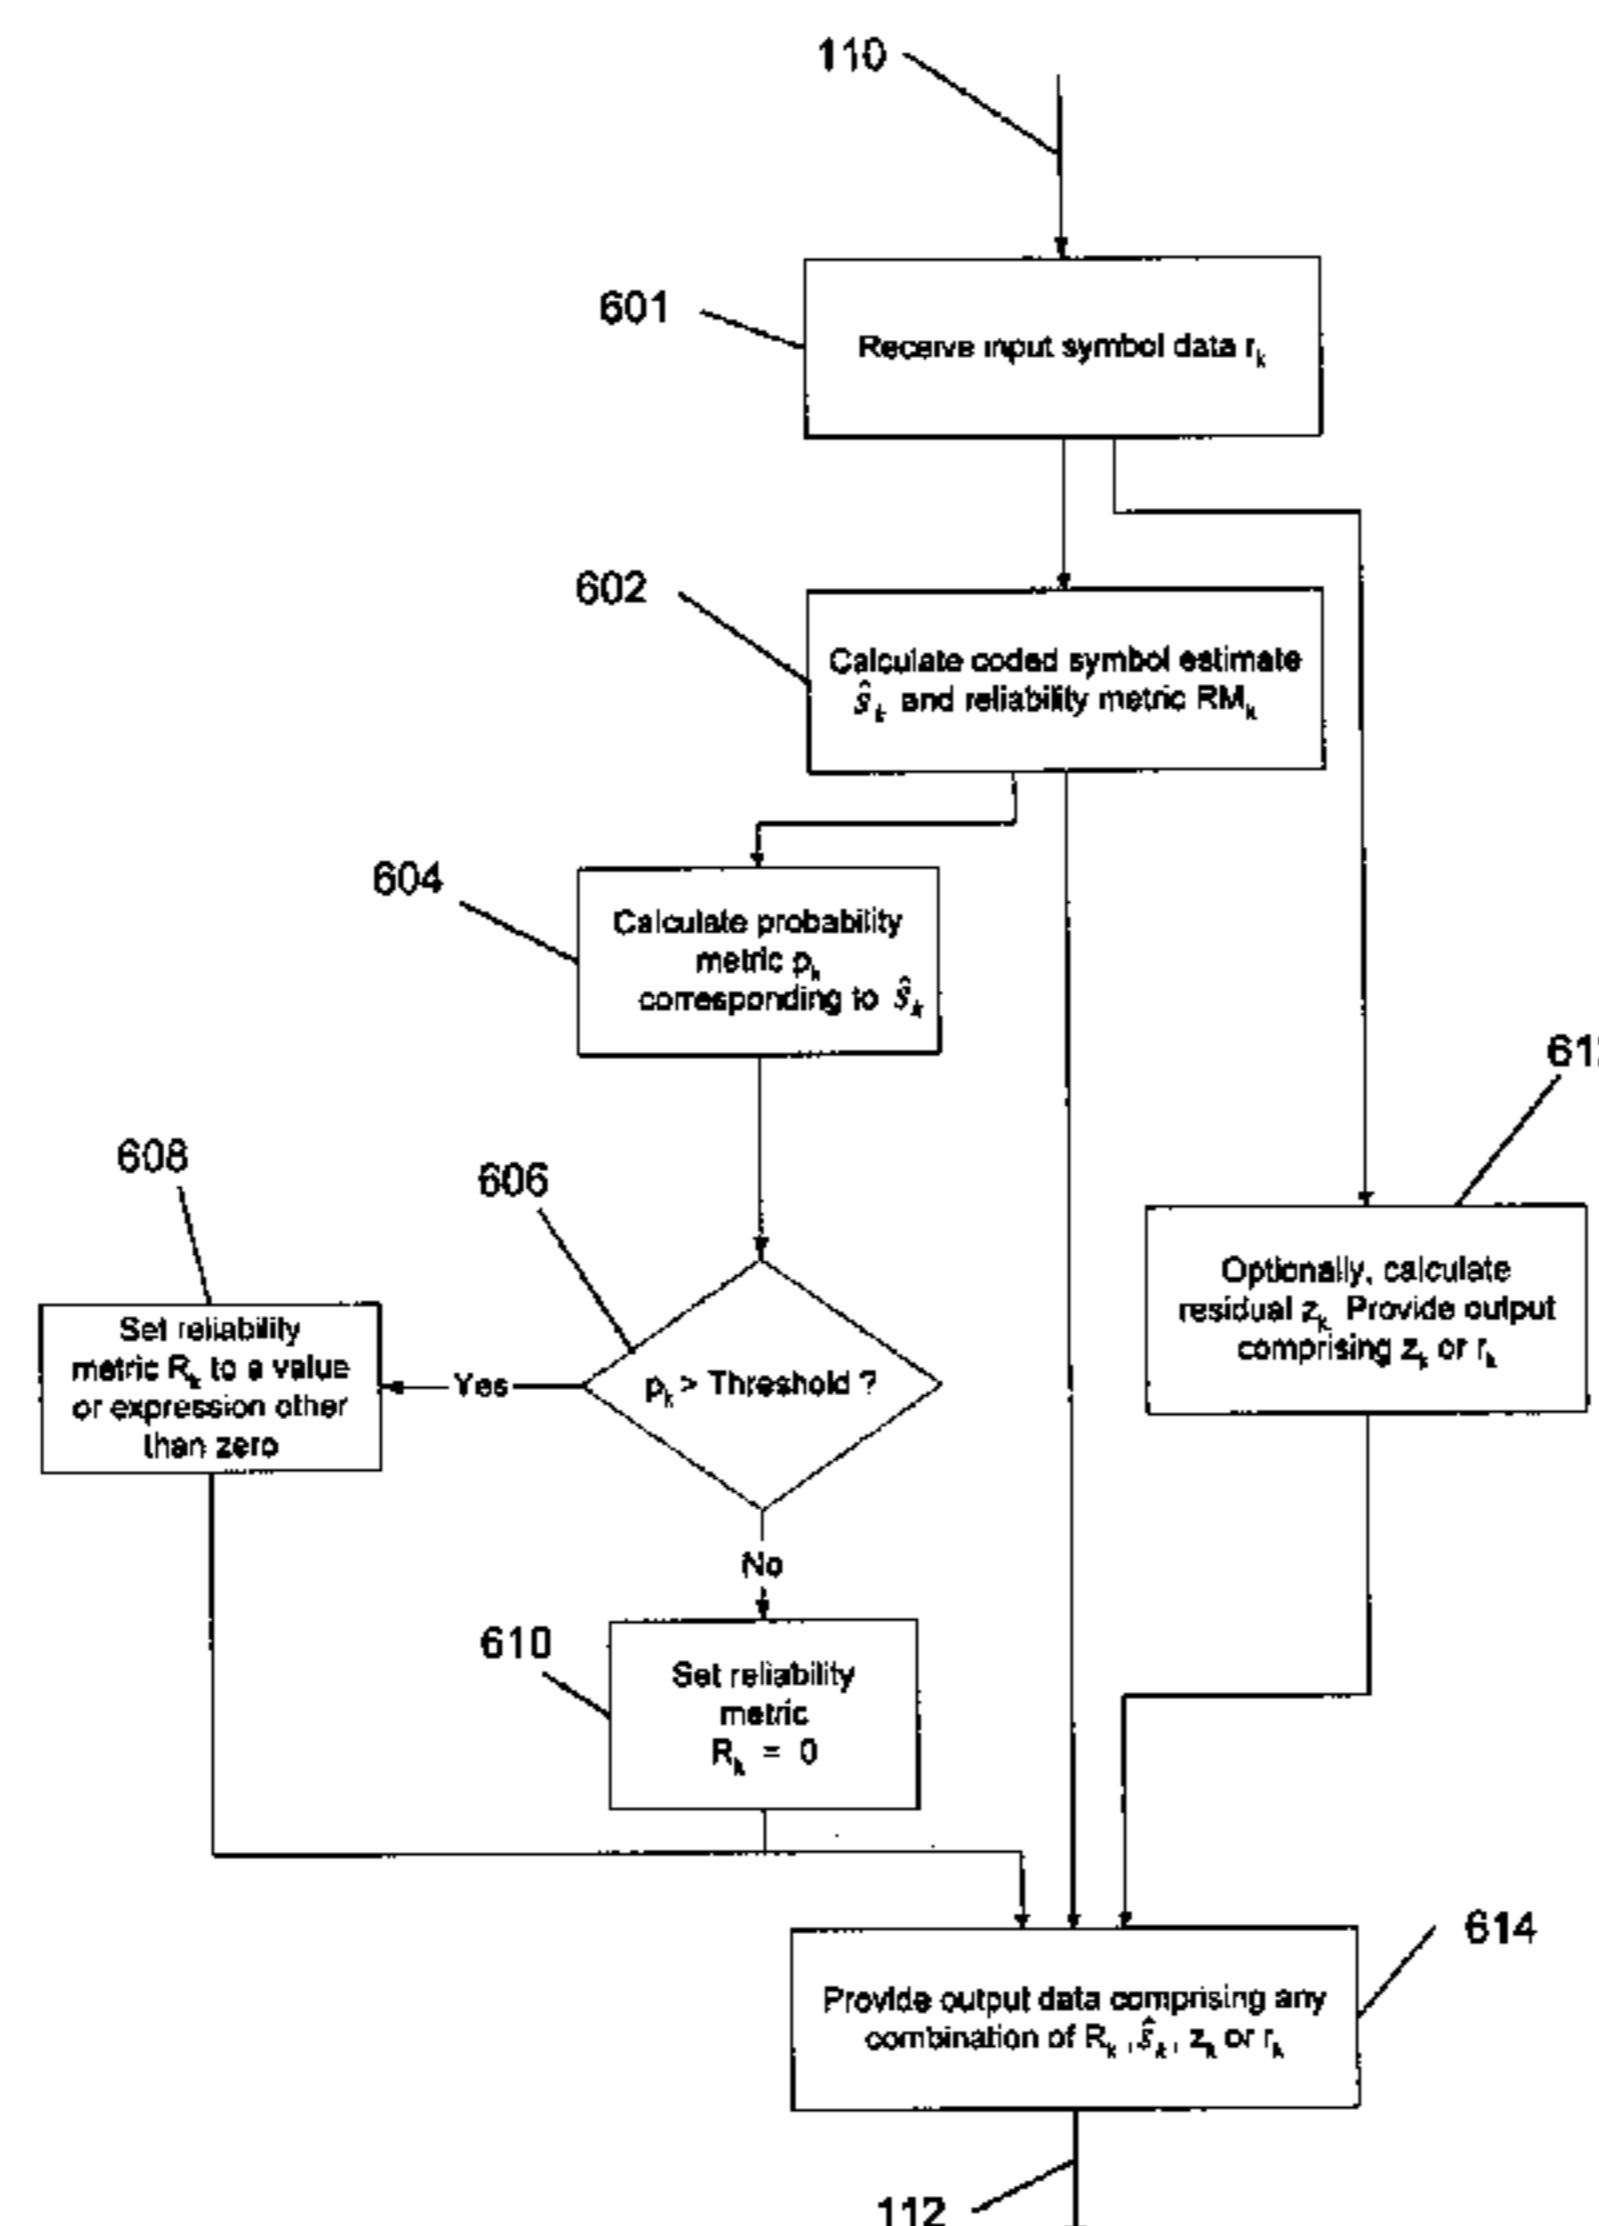 110
601
Receive input symbol data rₖ
602
Calculate coded symbol estimate
ŝₖ and reliability metric RMₖ
604
Calculate probability
metric pₖ
corresponding to ŝₖ
608
606
Set reliability
metric Rₖ to a value
or expression other
than zero
Yes
pₖ > Threshold ?
Optionally, calculate
residual zₖ. Provide output
comprising zₖ or rₖ
No
610
Set reliability
metric
Rₖ = 0
614
Provide output data comprising any
combination of Rₖ, ŝₖ, zₖ or rₖ
112